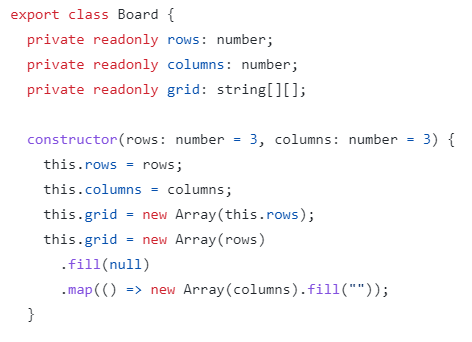 export class Board {
  private readonly rows: number;
  private readonly columns: number;
  private readonly grid: string[][];

  constructor(rows: number = 3, columns: number = 3) {
    this.rows = rows;
    this.columns = columns;
    this.grid = new Array(this.rows);
    this.grid = new Array(rows)
      .fill(null)
      .map(() => new Array(columns).fill(""));
  }